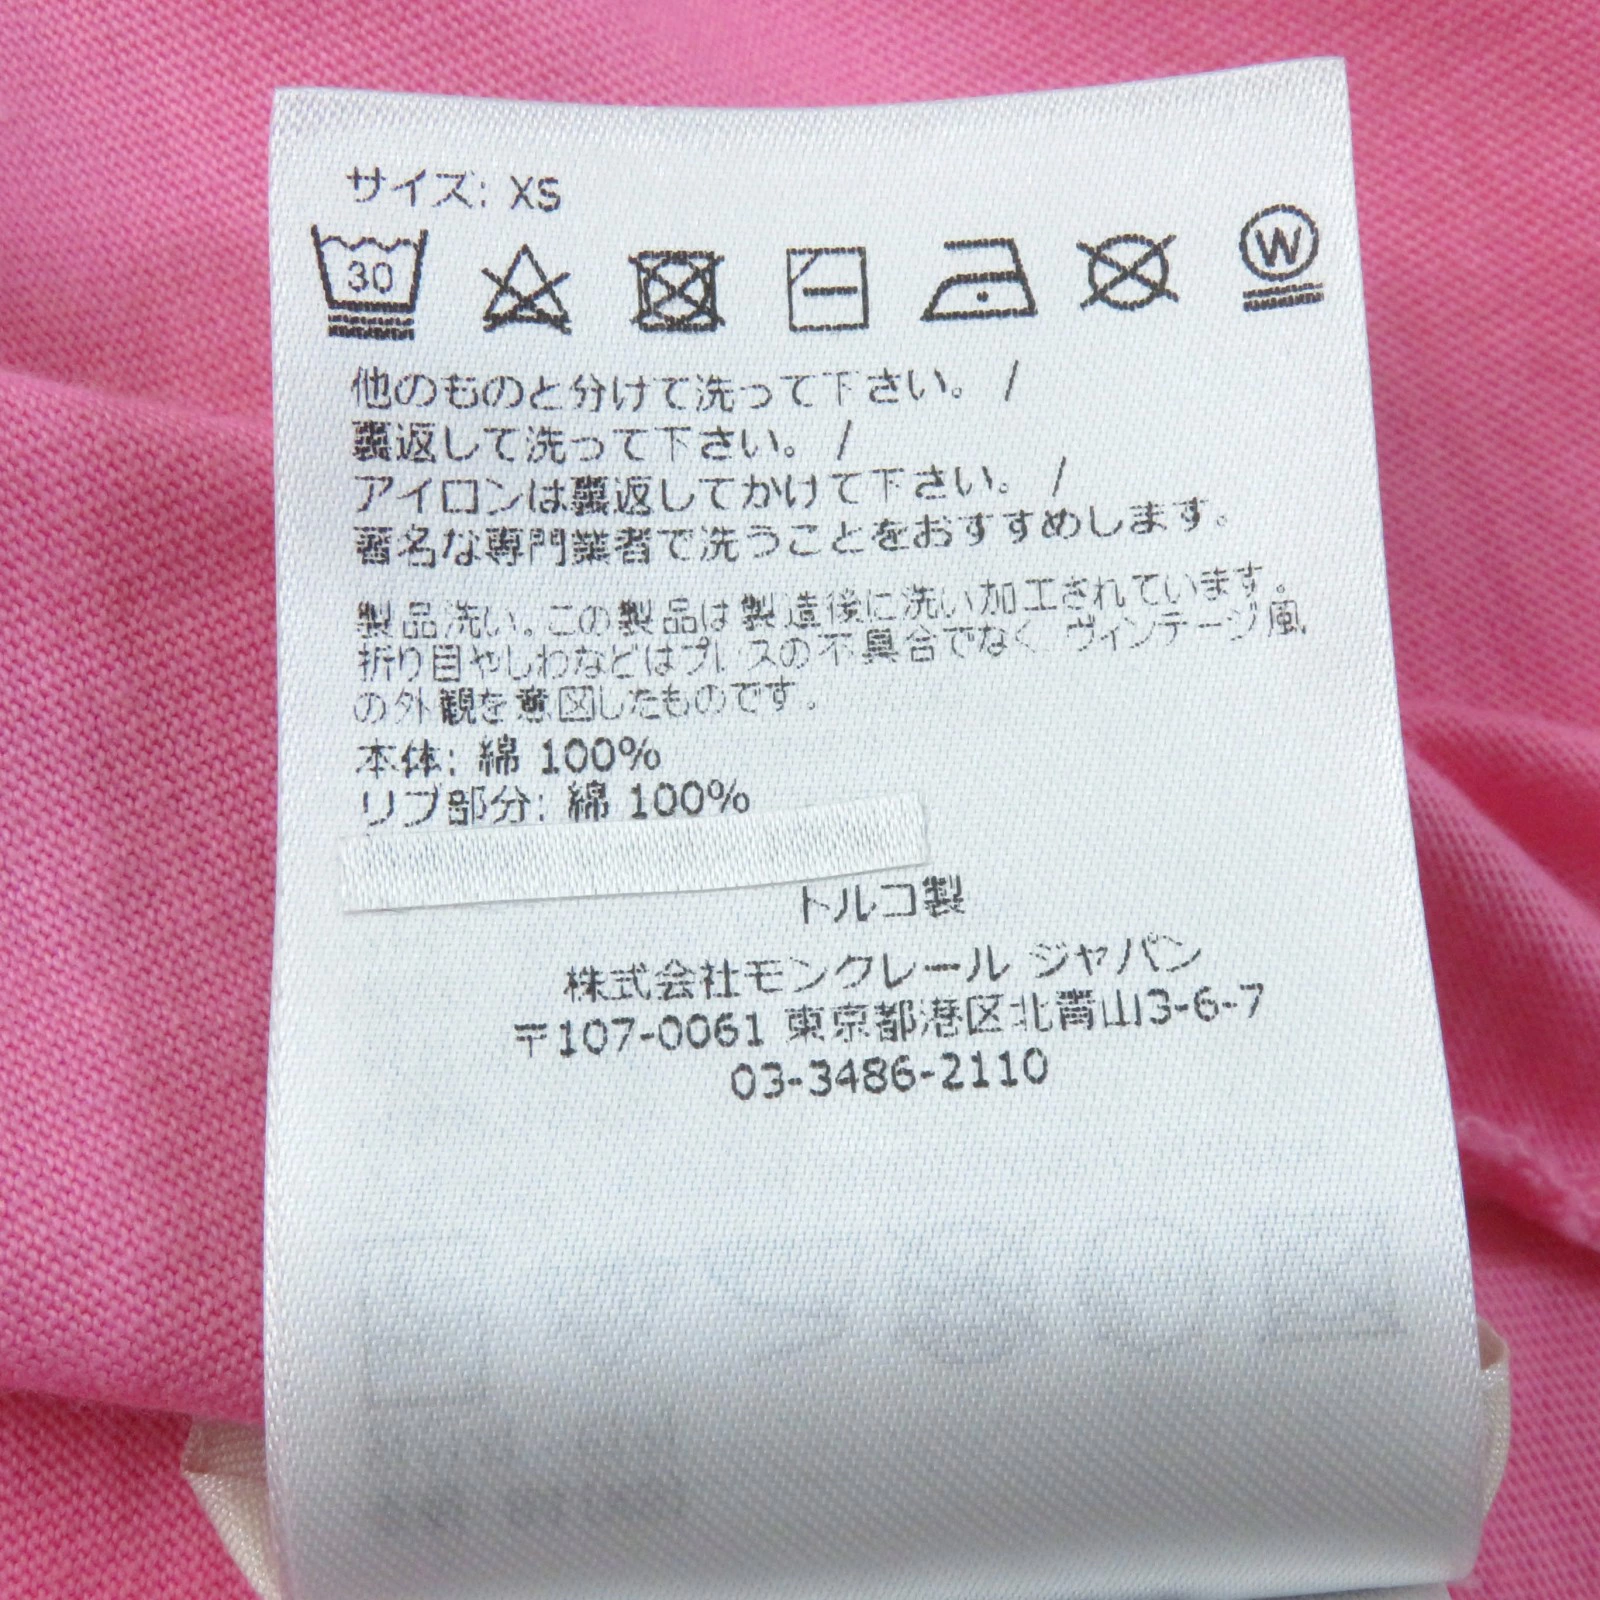 サイズ: XS
30
W
他のものと分けて洗って下さい。 /
裏返して洗って下さい。 /
アイロンは裏返してかけて下さい。 /
著名な専門業者で洗うことをおすすめします。
製品洗い。この製品は製造後に洗い加工されています。
折り目やしわなどはプレスの不具合でなく、ヴィンテージ風
の外観を意図したものです。
本体: 綿 100%
リブ部分: 綿 100%
トルコ製
株式会社モンクレール ジャパン
〒107-0061 東京都港区北青山3-6-7
03-3486-2110